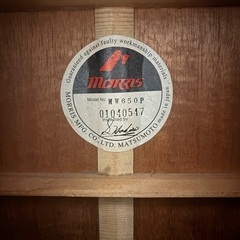 Guaranteed against faulty workmanship materials
MORRIS
Model No. MW650P
01040547
Inspected by
MORRIS MFG. CO., LTD. MATSUMOTO made in Japan